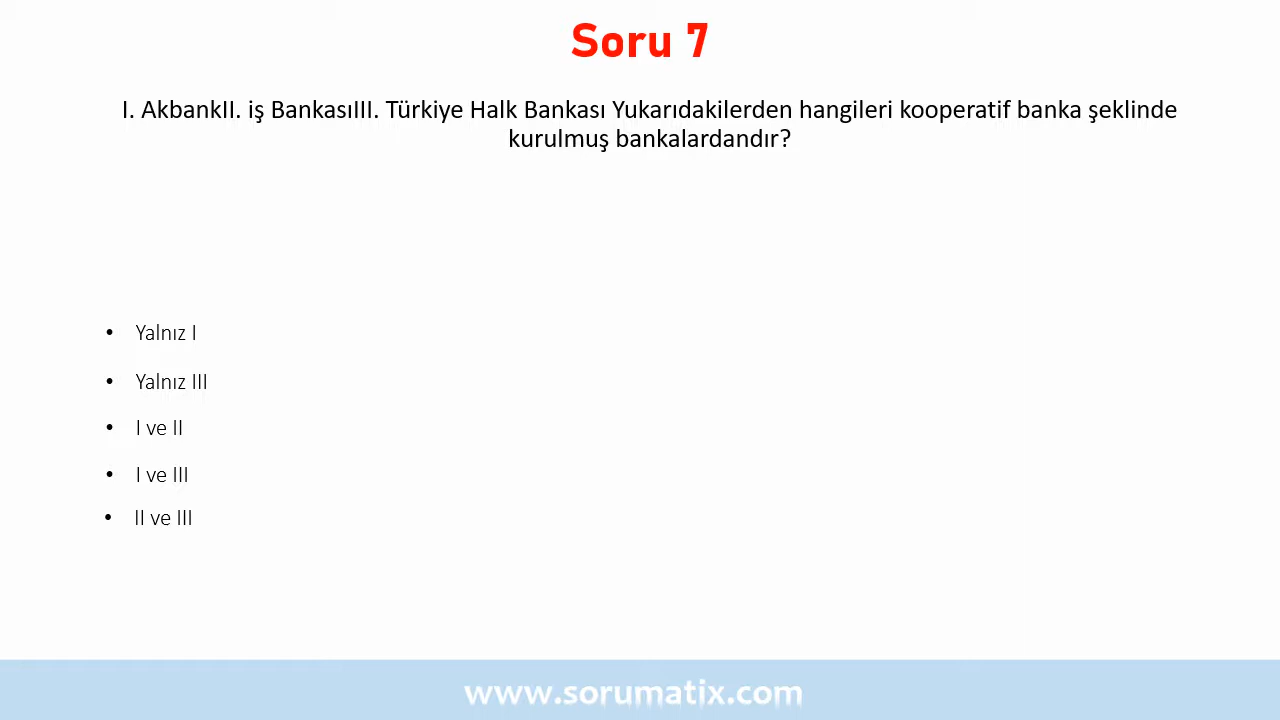 Soru 7
I. AkbankII. iş BankasıIII. Türkiye Halk Bankası Yukarıdakilerden hangileri kooperatif banka şeklinde
kurulmuş bankalardandır?
• Yalnız I
• Yalnız III
• I ve II
• I ve III
• II ve III
www.sorumatix.com